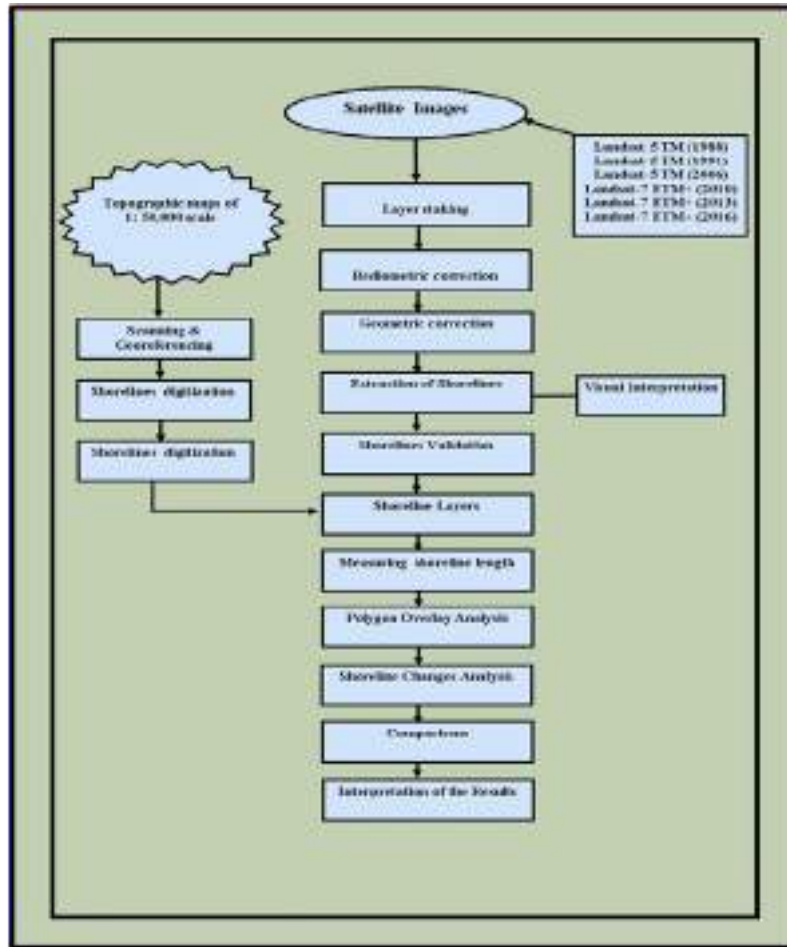 Satellite Images
Landsat-5 TM (1988)
Landsat-5 TM (1991)
Landsat-5 TM (2006)
Landsat-7 ETM+ (2010)
Landsat-7 ETM+ (2013)
Landsat-7 ETM+ (2016)
Topographic maps of
1: 50,000 scale
Layer staking
Rediometric correction
Geometric correction
Scanning &
Georeferencing
Extraction of Shorelines
Visual Interpretation
Shorelines digitization
Shorelines Validation
Shorelines digitization
Shoreline Layers
Measuring shoreline length
Polygon Overlay Analysis
Shoreline Changes Analysis
Comparisons
Interpretation of the Results